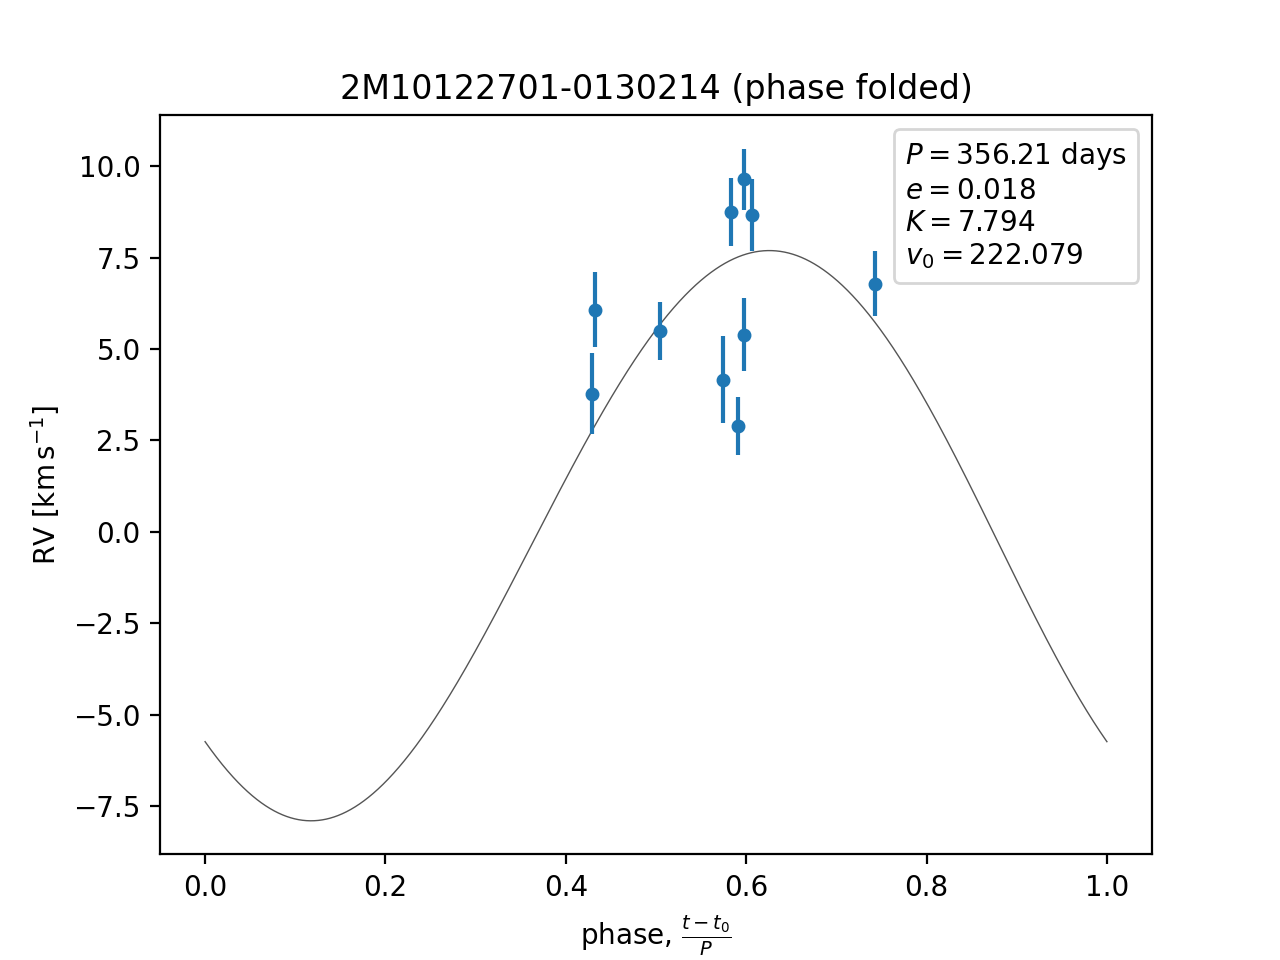 2M10122701-0130214 (phase folded)
P = 356.21 days
e = 0.018
K = 7.794
v₀ = 222.079
10.0
7.5
5.0
2.5
0.0
−2.5
−5.0
−7.5
RV [km s⁻¹]
0.0 0.2 0.4 0.6 0.8 1.0
phase, (t − t₀)/P